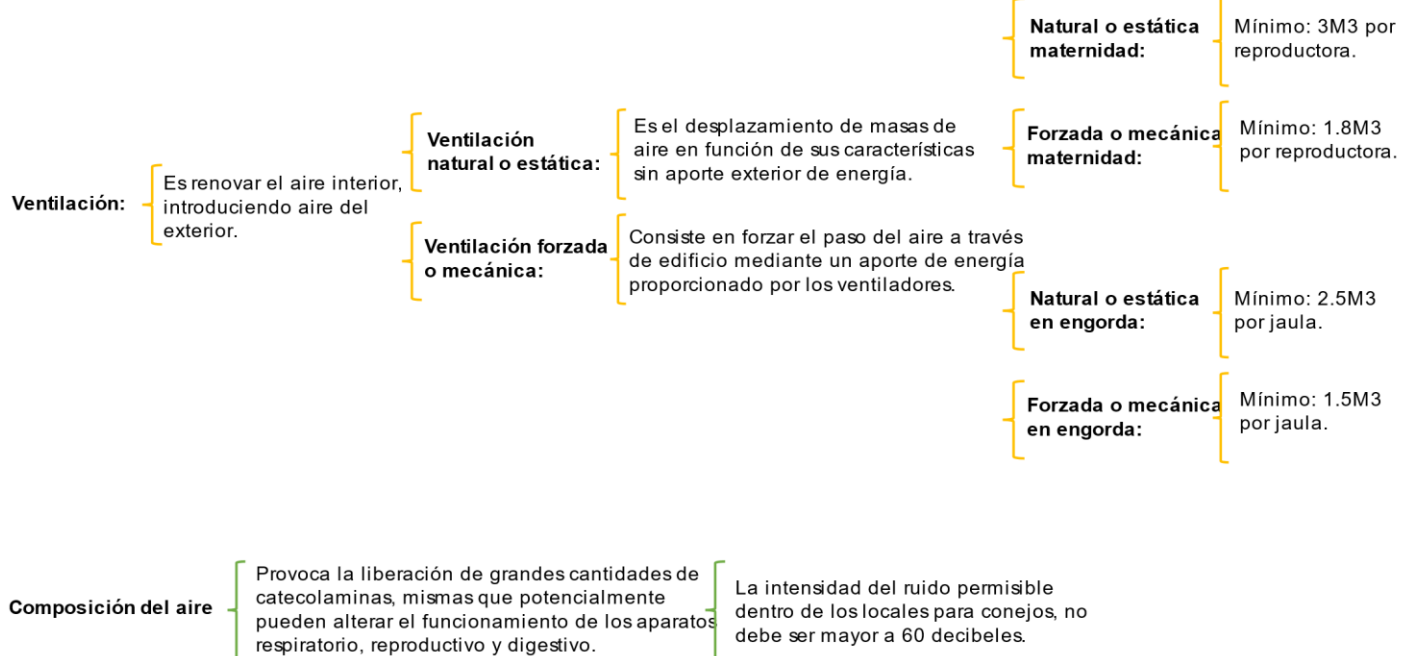 Ventilación:
Es renovar el aire interior,
introduciendo aire del
exterior.
Ventilación
natural o estática:
Es el desplazamiento de masas de
aire en función de sus características
sin aporte exterior de energía.
Ventilación forzada
o mecánica:
Consiste en forzar el paso del aire a través
de edificio mediante un aporte de energía
proporcionado por los ventiladores.
Natural o estática
maternidad:
Mínimo: 3M3 por
reproductora.
Forzada o mecánica
maternidad:
Mínimo: 1.8M3
por reproductora.
Natural o estática
en engorda:
Mínimo: 2.5M3
por jaula.
Forzada o mecánica
en engorda:
Mínimo: 1.5M3
por jaula.
Composición del aire
Provoca la liberación de grandes cantidades de
catecolaminas, mismas que potencialmente
pueden alterar el funcionamiento de los aparatos
respiratorio, reproductivo y digestivo.
La intensidad del ruido permisible
dentro de los locales para conejos, no
debe ser mayor a 60 decibeles.